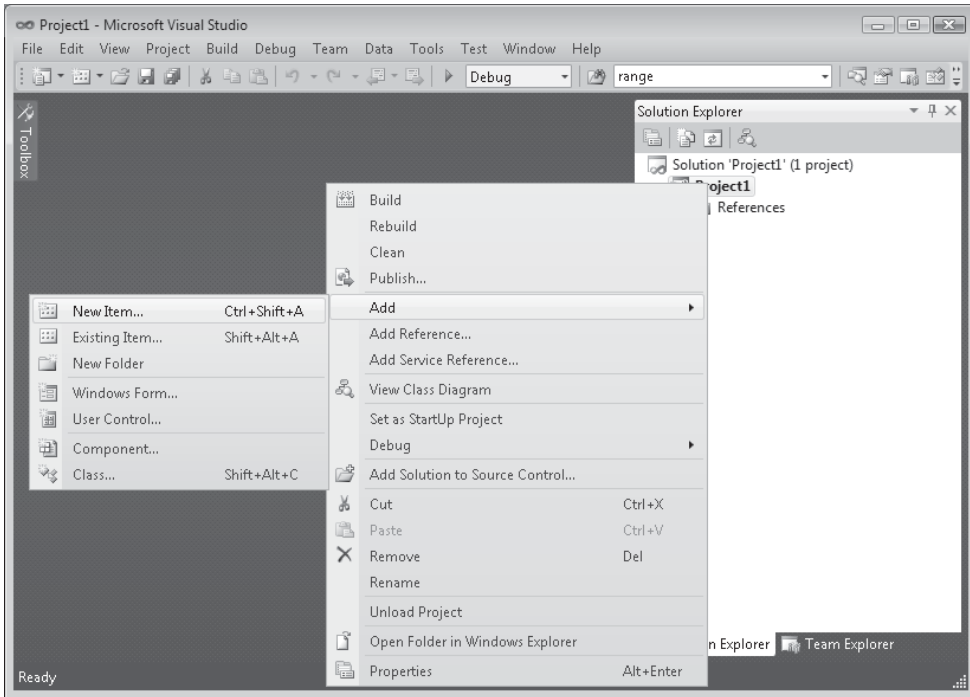 Project1 - Microsoft Visual Studio
File Edit View Project Build Debug Team Data Tools Test Window Help
Debug range
Toolbox
Solution Explorer
Solution 'Project1' (1 project)
Project1
References
Build
Rebuild
Clean
Publish...
Add
Add Reference...
Add Service Reference...
View Class Diagram
Set as StartUp Project
Debug
Add Solution to Source Control...
Cut Ctrl+X
Paste Ctrl+V
Remove Del
Rename
Unload Project
Open Folder in Windows Explorer
Properties Alt+Enter
New Item... Ctrl+Shift+A
Existing Item... Shift+Alt+A
New Folder
Windows Form...
User Control...
Component...
Class... Shift+Alt+C
n Explorer Team Explorer
Ready